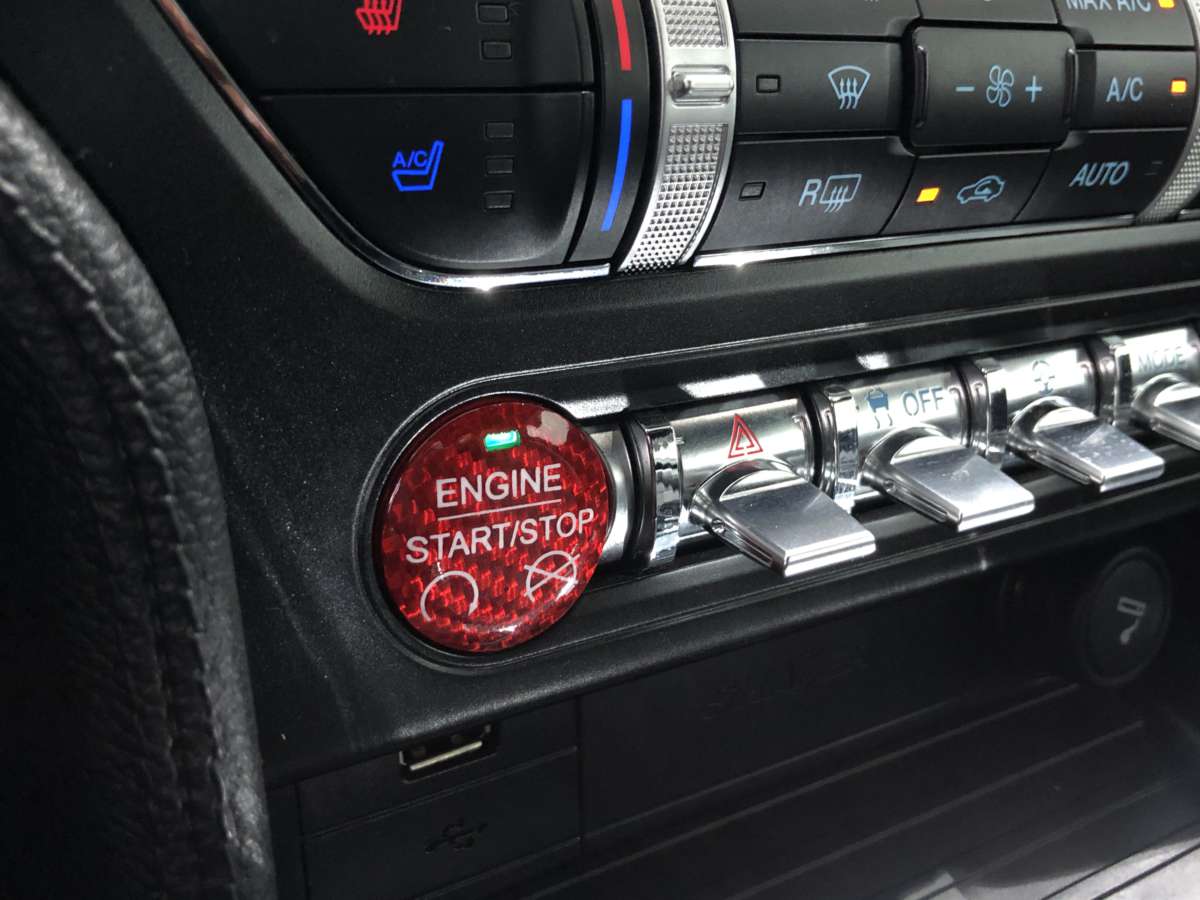 MAX A/C
- +
A/C
A/C
R
AUTO
MODE
OFF
ENGINE
START/STOP